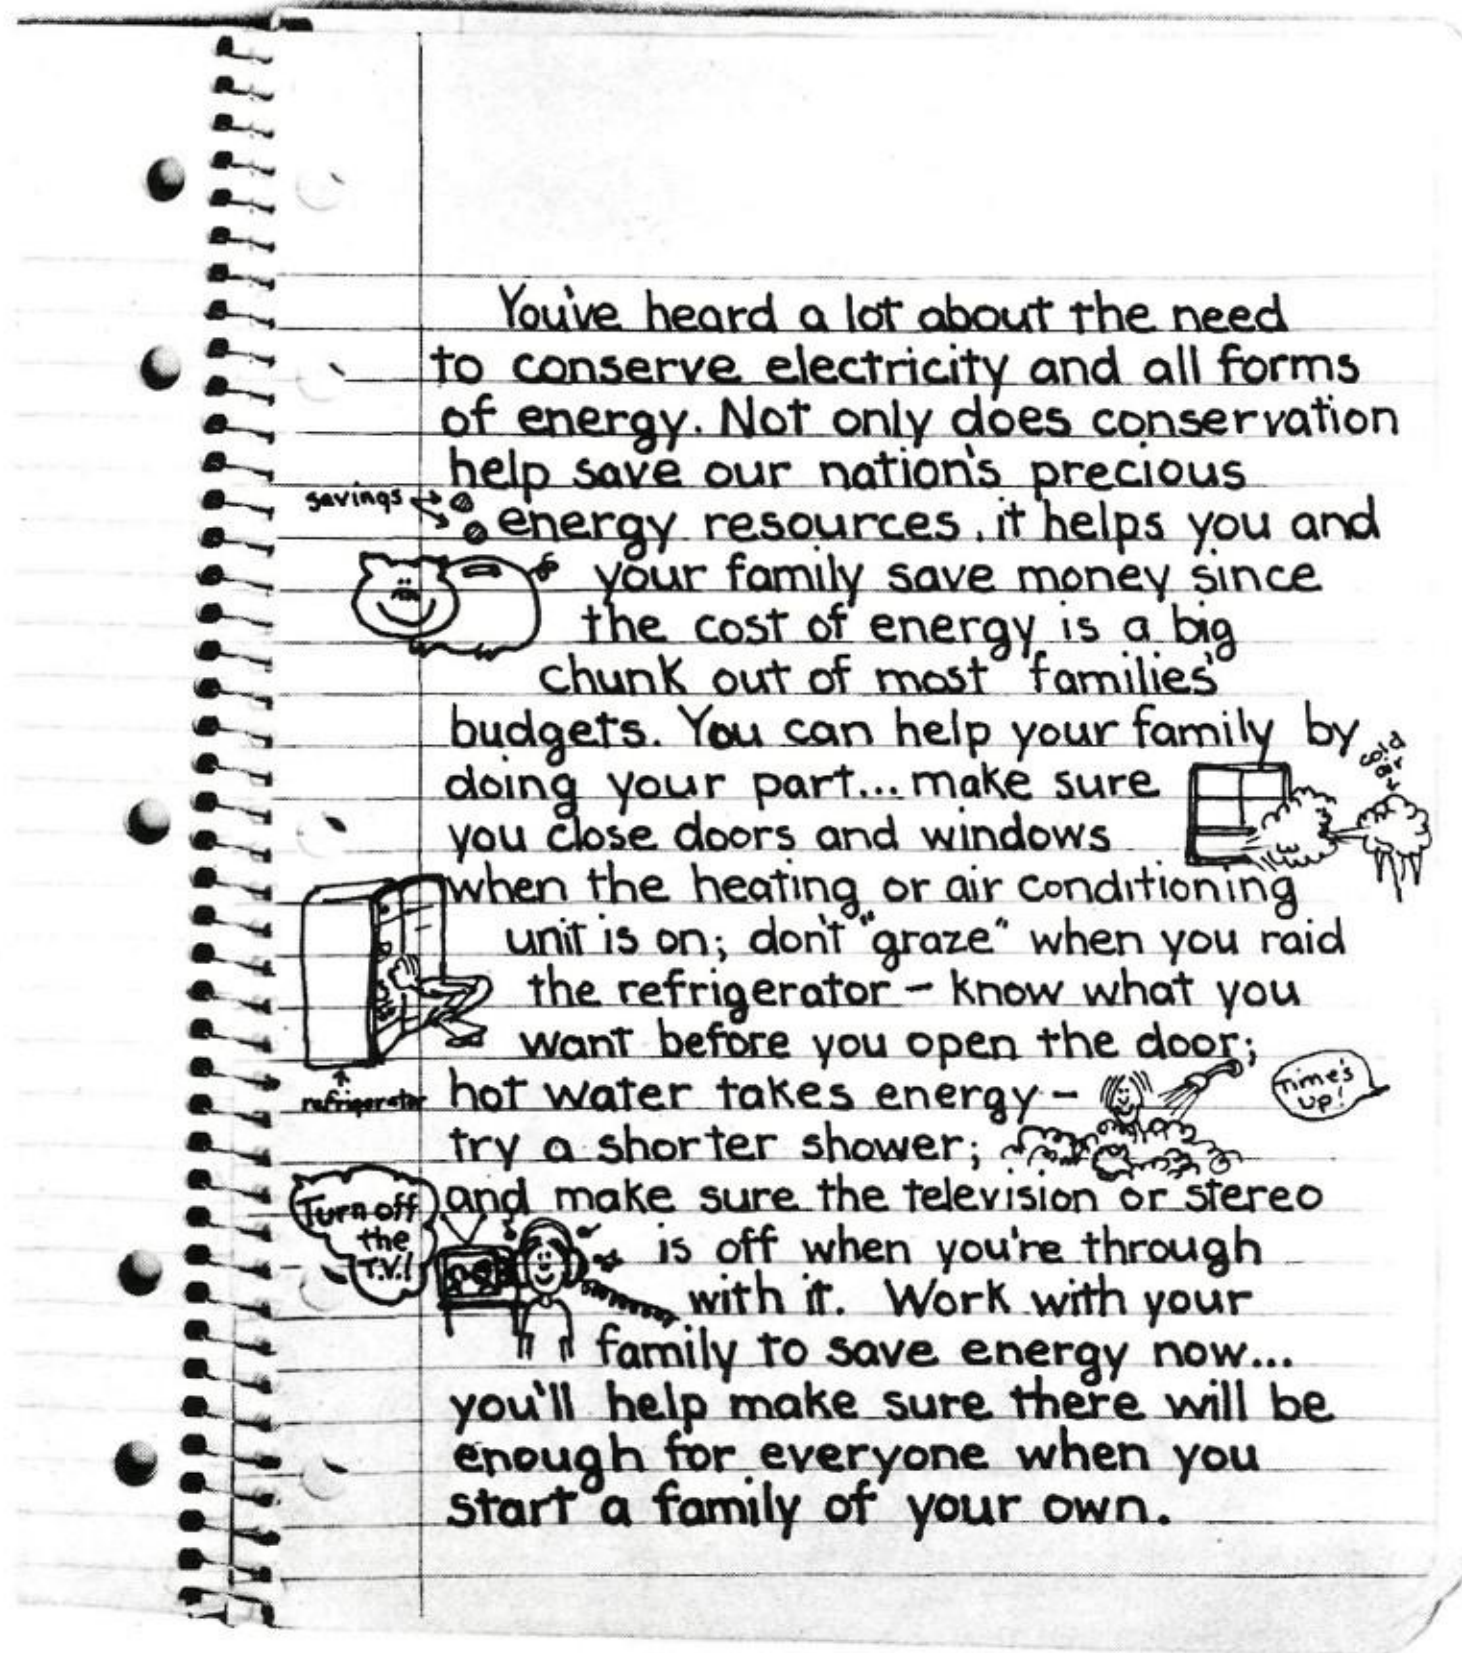 You've heard a lot about the need
to conserve electricity and all forms
of energy. Not only does conservation
help save our nation's precious
savings
energy resources, it helps you and
your family save money since
the cost of energy is a big
chunk out of most families'
budgets. You can help your family by
cold
air
doing your part... make sure
you close doors and windows
when the heating or air conditioning
unit is on; don't "graze" when you raid
the refrigerator - know what you
want before you open the door;
refrigerator
hot water takes energy -
Time's
up!
try a shorter shower;
and make sure the television or stereo
Turn off
the
T.V.!
is off when you're through
with it. Work with your
family to save energy now...
you'll help make sure there will be
enough for everyone when you
start a family of your own.